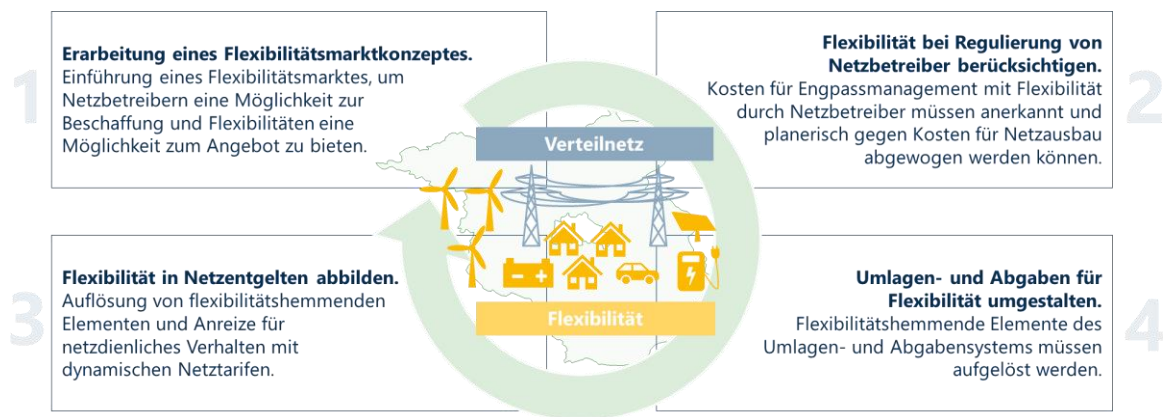 1
Erarbeitung eines Flexibilitätsmarktkonzeptes.
Einführung eines Flexibilitätsmarktes, um
Netzbetreibern eine Möglichkeit zur
Beschaffung und Flexibilitäten eine
Möglichkeit zum Angebot zu bieten.
2
Flexibilität bei Regulierung von
Netzbetreiber berücksichtigen.
Kosten für Engpassmanagement mit Flexibilität
durch Netzbetreiber müssen anerkannt und
planerisch gegen Kosten für Netzausbau
abgewogen werden können.
Verteilnetz
Flexibilität
3
Flexibilität in Netzentgelten abbilden.
Auflösung von flexibilitätshemmenden
Elementen und Anreize für
netzdienliches Verhalten mit
dynamischen Netztarifen.
4
Umlagen- und Abgaben für
Flexibilität umgestalten.
Flexibilitätshemmende Elemente des
Umlagen- und Abgabensystems müssen
aufgelöst werden.